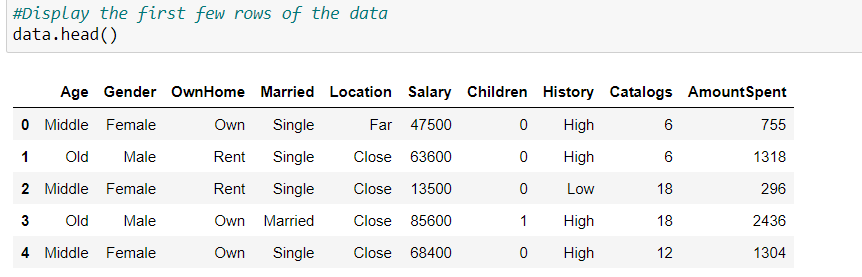 #Display the first few rows of the data
data.head()
Age Gender OwnHome Married Location Salary Children History Catalogs AmountSpent
0 Middle Female Own Single Far 47500 0 High 6 755
1 Old Male Rent Single Close 63600 0 High 6 1318
2 Middle Female Rent Single Close 13500 0 Low 18 296
3 Old Male Own Married Close 85600 1 High 18 2436
4 Middle Female Own Single Close 68400 0 High 12 1304